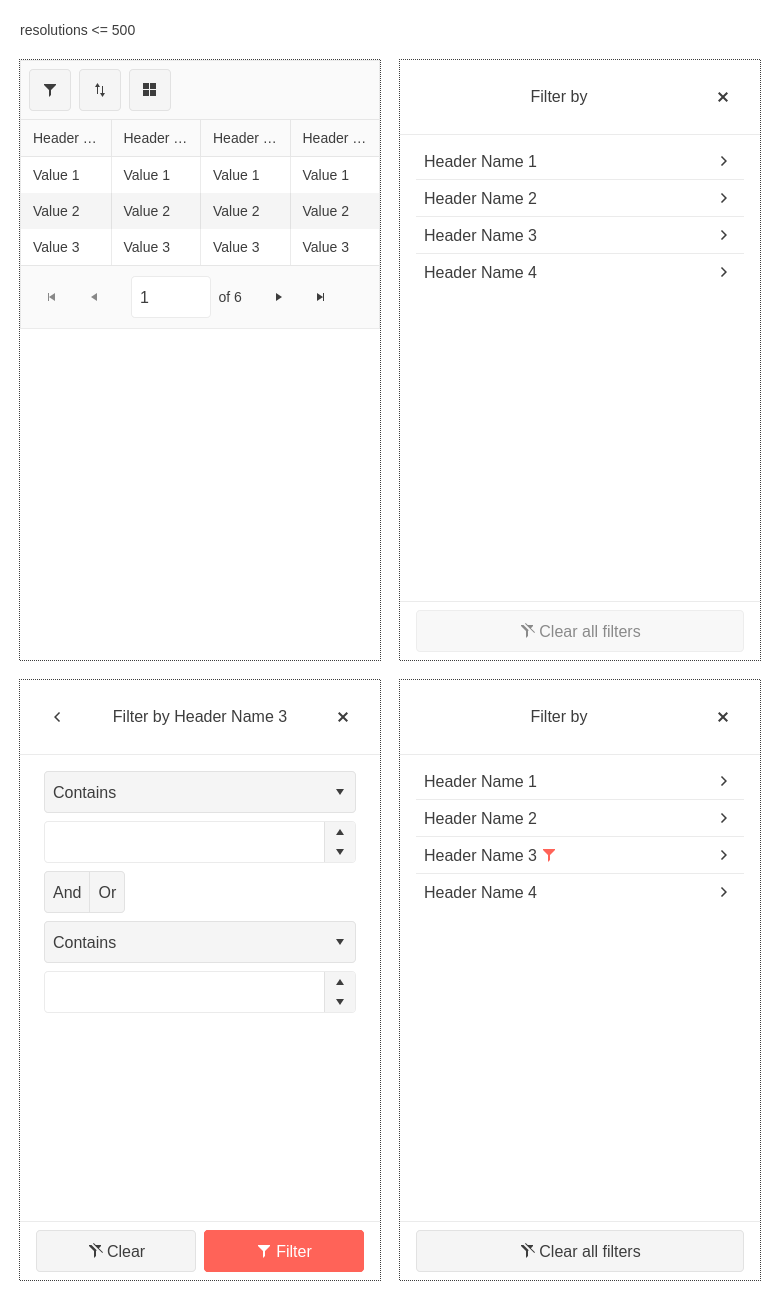 resolutions <= 500
Header … Header … Header … Header …
Value 1 Value 1 Value 1 Value 1
Value 2 Value 2 Value 2 Value 2
Value 3 Value 3 Value 3 Value 3
1 of 6
Filter by
Header Name 1
Header Name 2
Header Name 3
Header Name 4
Clear all filters
Filter by Header Name 3
Contains
And Or
Contains
Clear Filter
Filter by
Header Name 1
Header Name 2
Header Name 3
Header Name 4
Clear all filters